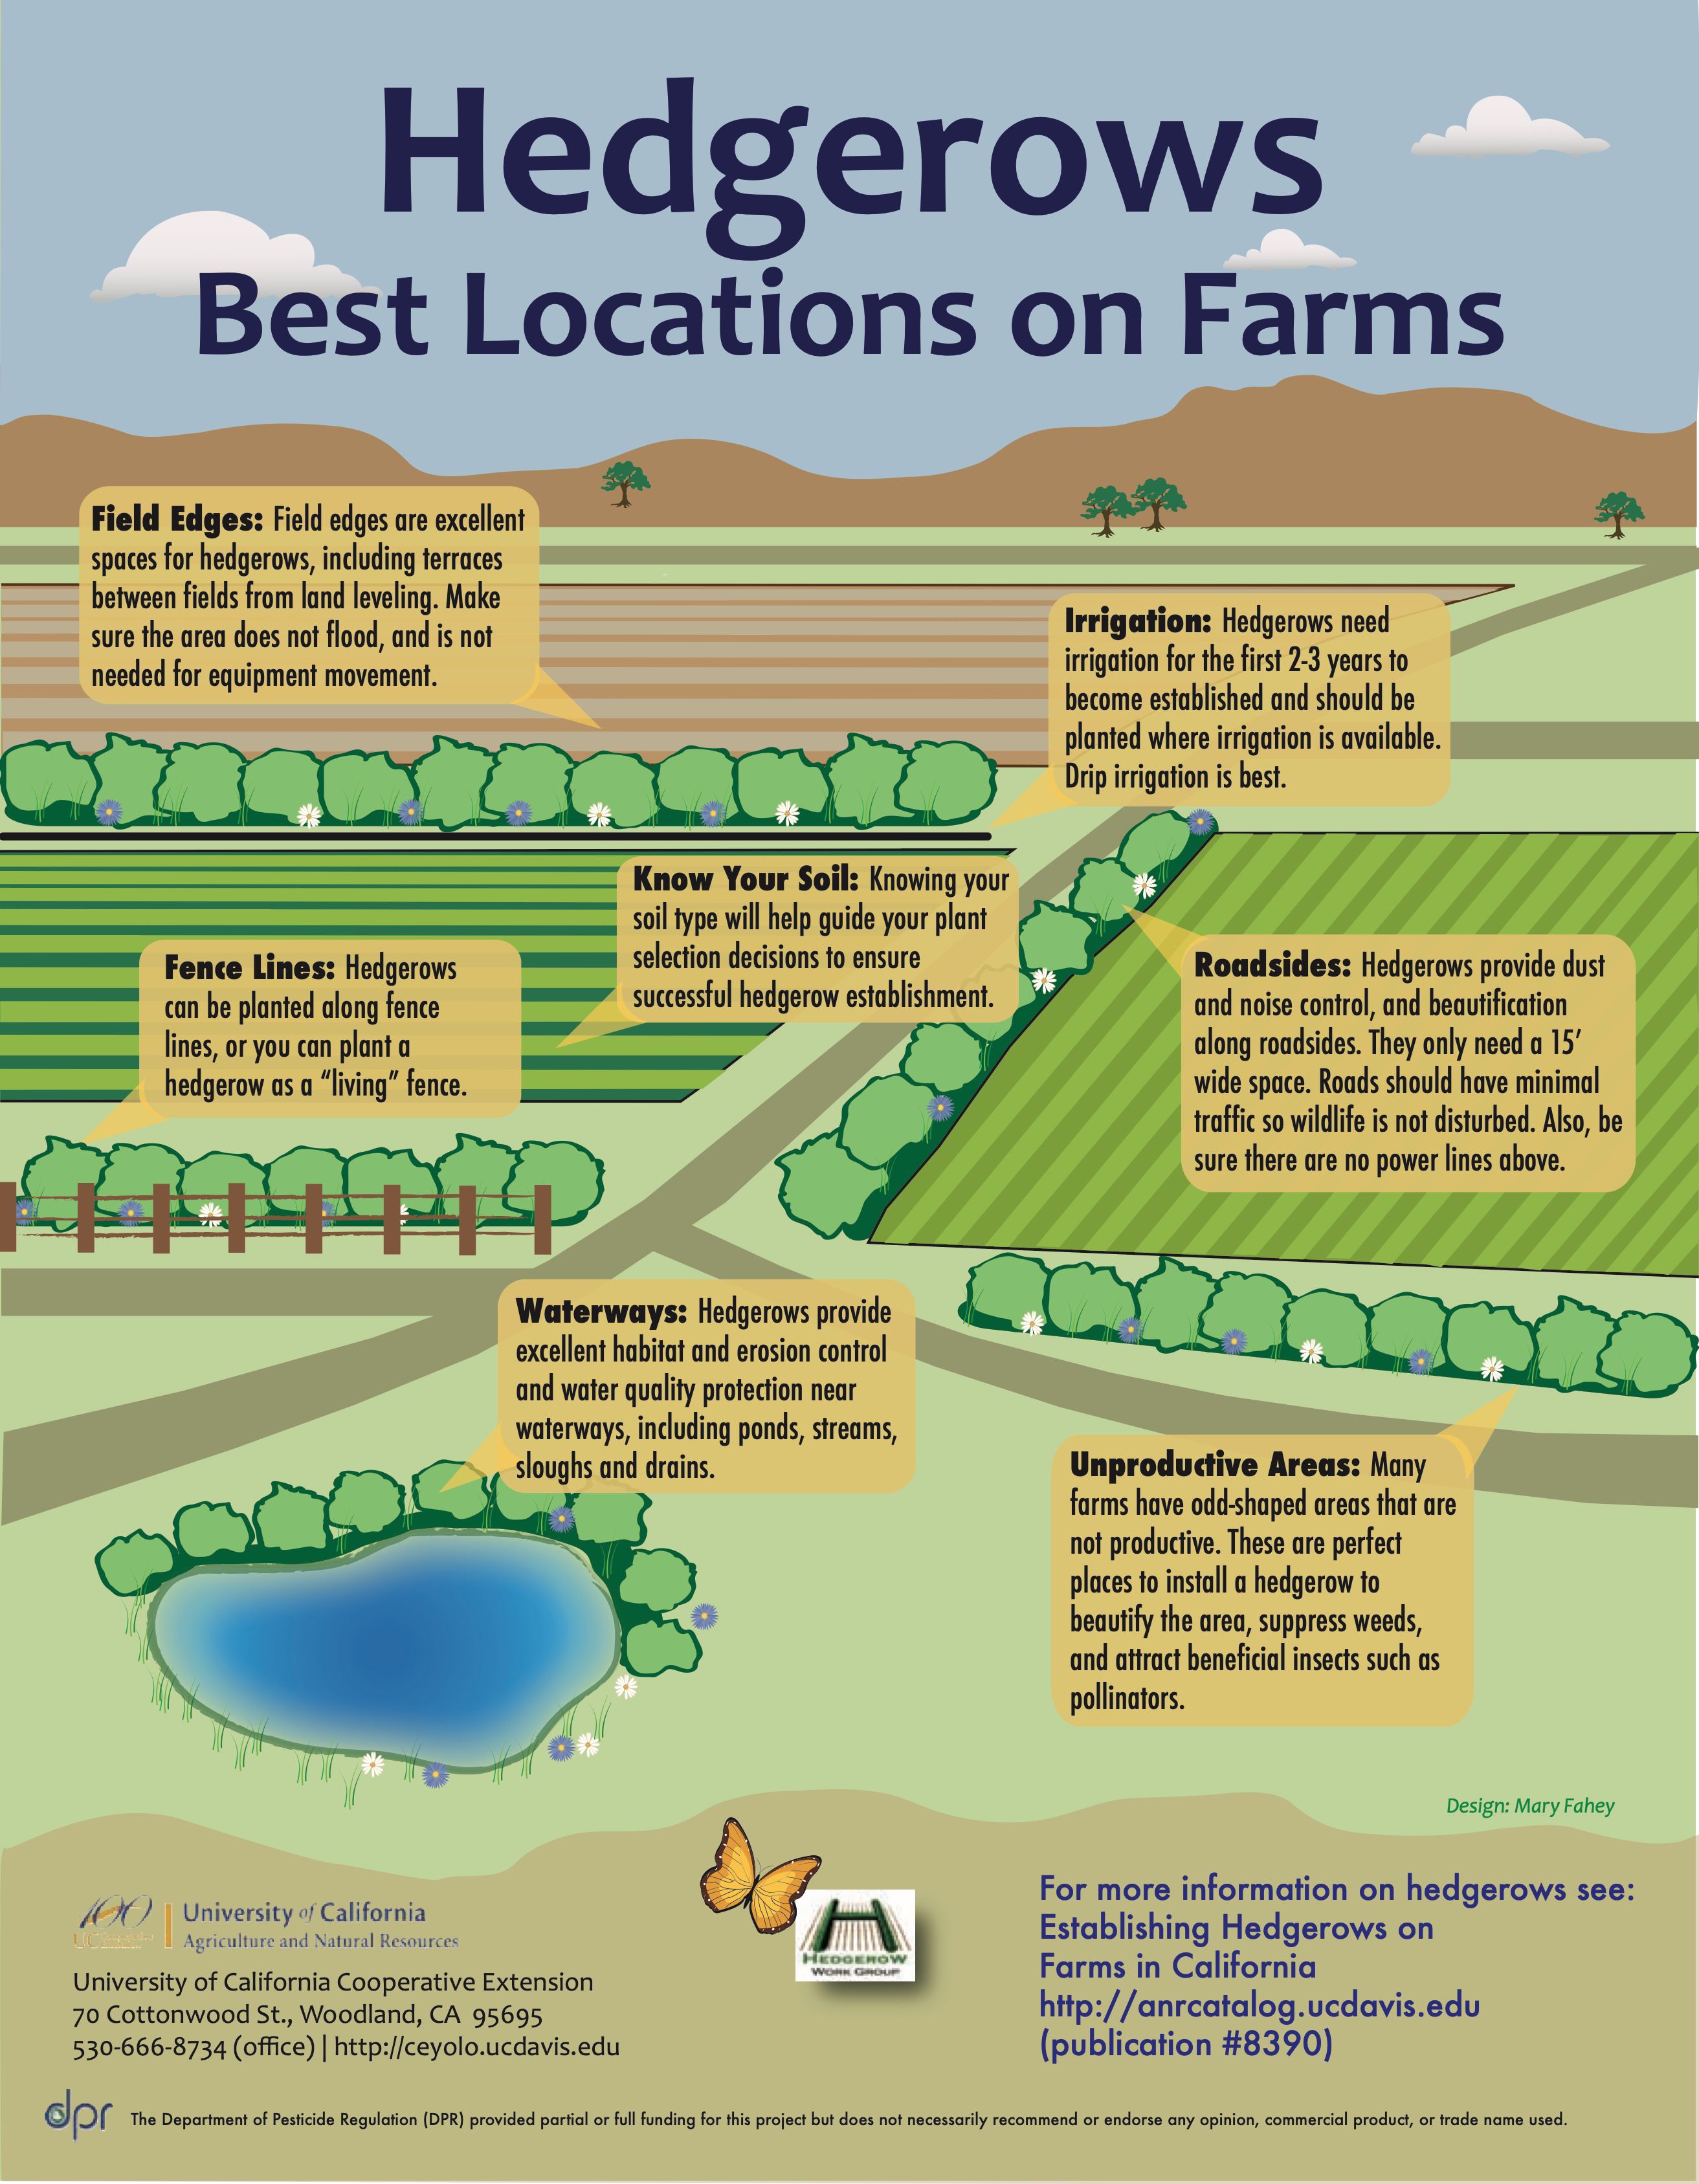 Hedgerows
Best Locations on Farms
Field Edges: Field edges are excellent
spaces for hedgerows, including terraces
between fields from land leveling. Make
sure the area does not flood, and is not
needed for equipment movement.
Irrigation: Hedgerows need
irrigation for the first 2-3 years to
become established and should be
planted where irrigation is available.
Drip irrigation is best.
Know Your Soil: Knowing your
soil type will help guide your plant
selection decisions to ensure
successful hedgerow establishment.
Fence Lines: Hedgerows
can be planted along fence
lines, or you can plant a
hedgerow as a “living” fence.
Roadsides: Hedgerows provide dust
and noise control, and beautification
along roadsides. They only need a 15’
wide space. Roads should have minimal
traffic so wildlife is not disturbed. Also, be
sure there are no power lines above.
Waterways: Hedgerows provide
excellent habitat and erosion control
and water quality protection near
waterways, including ponds, streams,
sloughs and drains.
Unproductive Areas: Many
farms have odd-shaped areas that are
not productive. These are perfect
places to install a hedgerow to
beautify the area, suppress weeds,
and attract beneficial insects such as
pollinators.
Design: Mary Fahey
100
UC
University of California
Agriculture and Natural Resources
University of California Cooperative Extension
70 Cottonwood St., Woodland, CA 95695
530-666-8734 (office) | http://ceyolo.ucdavis.edu
H
HEDGEROW
WORK GROUP
For more information on hedgerows see:
Establishing Hedgerows on
Farms in California
http://anrcatalog.ucdavis.edu
(publication #8390)
dpr
The Department of Pesticide Regulation (DPR) provided partial or full funding for this project but does not necessarily recommend or endorse any opinion, commercial product, or trade name used.